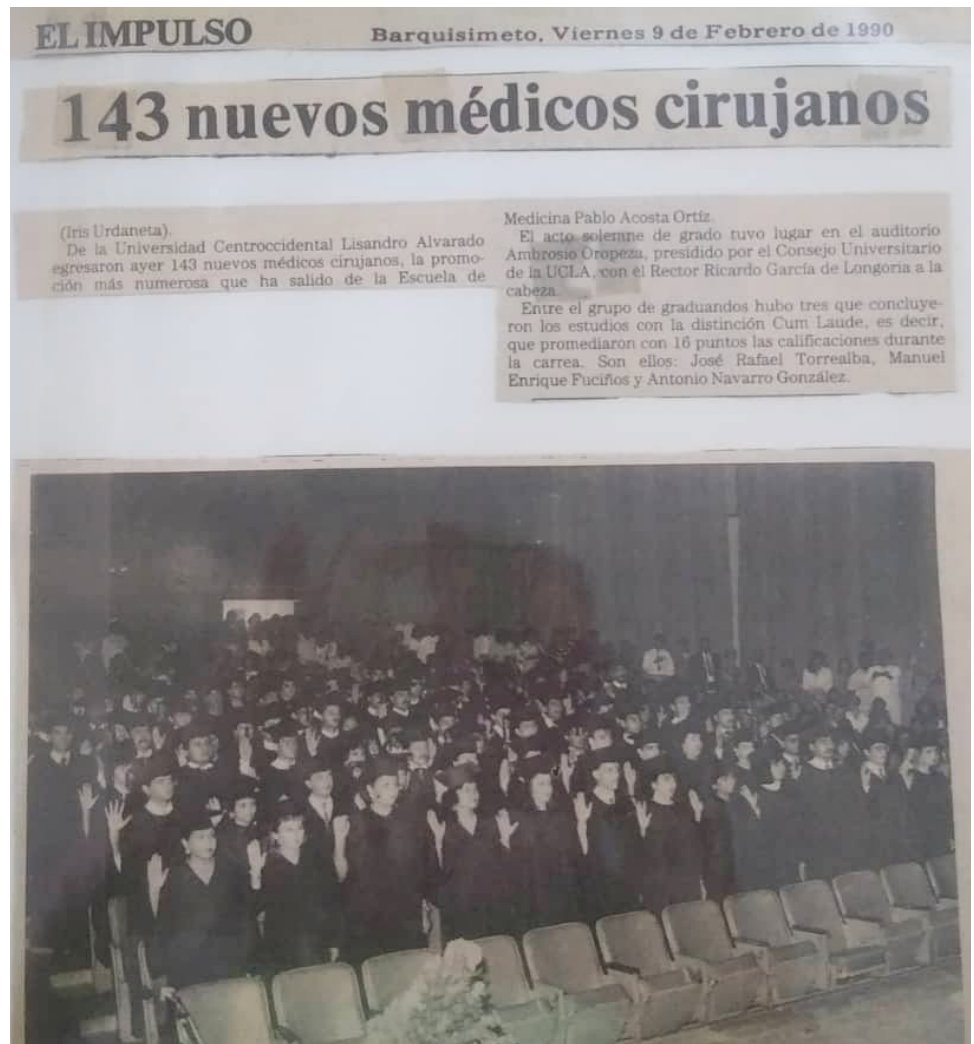 EL IMPULSO
Barquisimeto, Viernes 9 de Febrero de 1990
143 nuevos médicos cirujanos
(Iris Urdaneta).
De la Universidad Centroccidental Lisandro Alvarado
egresaron ayer 143 nuevos médicos cirujanos, la promo-
ción más numerosa que ha salido de la Escuela de
Medicina Pablo Acosta Ortíz.
El acto solemne de grado tuvo lugar en el auditorio
Ambrosio Oropeza, presidido por el Consejo Universitario
de la UCLA, con el Rector Ricardo García de Longoria a la
cabeza.
Entre el grupo de graduandos hubo tres que concluye-
ron los estudios con la distinción Cum Laude, es decir,
que promediaron con 16 puntos las calificaciones durante
la carrea. Son ellos: José Rafael Torrealba, Manuel
Enrique Fuciños y Antonio Navarro González.